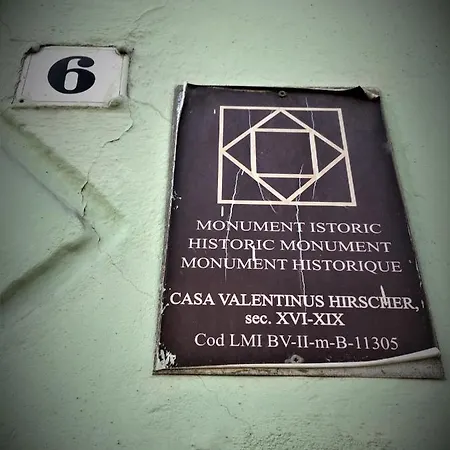 6
MONUMENT ISTORIC
HISTORIC MONUMENT
MONUMENT HISTORIQUE
CASA VALENTINUS HIRSCHER,
sec. XVI-XIX
Cod LMI BV-II-m-B-11305